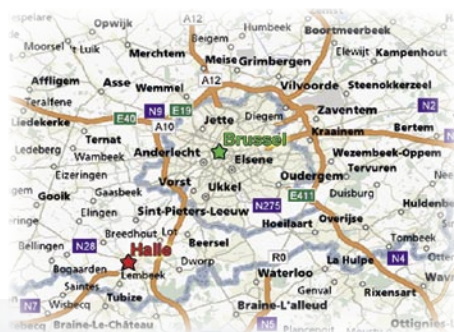 Opwijk
A12
Humbeek
Moorsel
't Luik
Beigem
Boortmeerbeek
Merchtem
Meise
Grimbergen
Elewijt
Kampenhout
Affligem
Asse
Wemmel
A12
Vilvoorde
Steenokkerzeel
Teralfene
N9
E19
Diegem
Zaventem
N2
Liedekerke
E40
A10
Jette
Brussel
Kraainem
Bertem
Ternat
Ledeberg
Wambeek
Anderlecht
Elsene
Wezembeek-Oppem
Tervuren
Eizeringen
Vorst
Ukkel
Oudergem
Gooik
Gaasbeek
E411
Duisburg
Elingen
Sint-Pieters-Leeuw
N275
Huldenbe
Breedhout
Lot
Hoeilaart
Overijse
Bellingen
N28
Halle
Beersel
Tombeek
Bogaarden
Lembeek
Dworp
R0
La Hulpe
N4
Saintes
Waterloo
Wisbecq
Tubize
Genval
Rixensart
N7
Braine-L'alleud
Braine-Le-Château
Ottignies